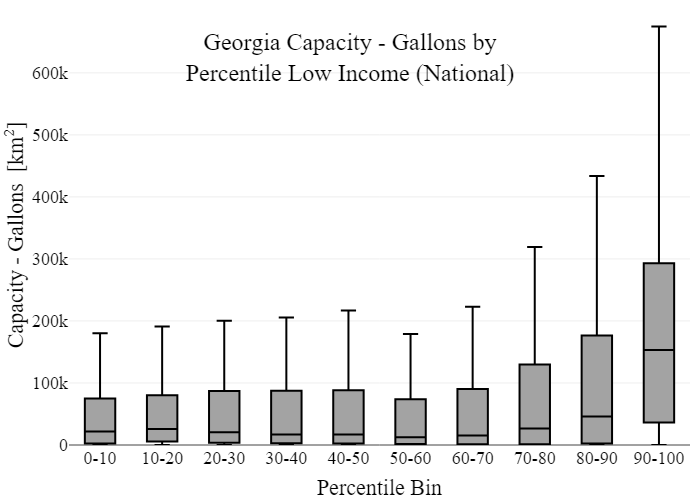 Georgia Capacity - Gallons by
Percentile Low Income (National)
Capacity - Gallons [km²]
600k
500k
400k
300k
200k
100k
0
0-10 10-20 20-30 30-40 40-50 50-60 60-70 70-80 80-90 90-100
Percentile Bin